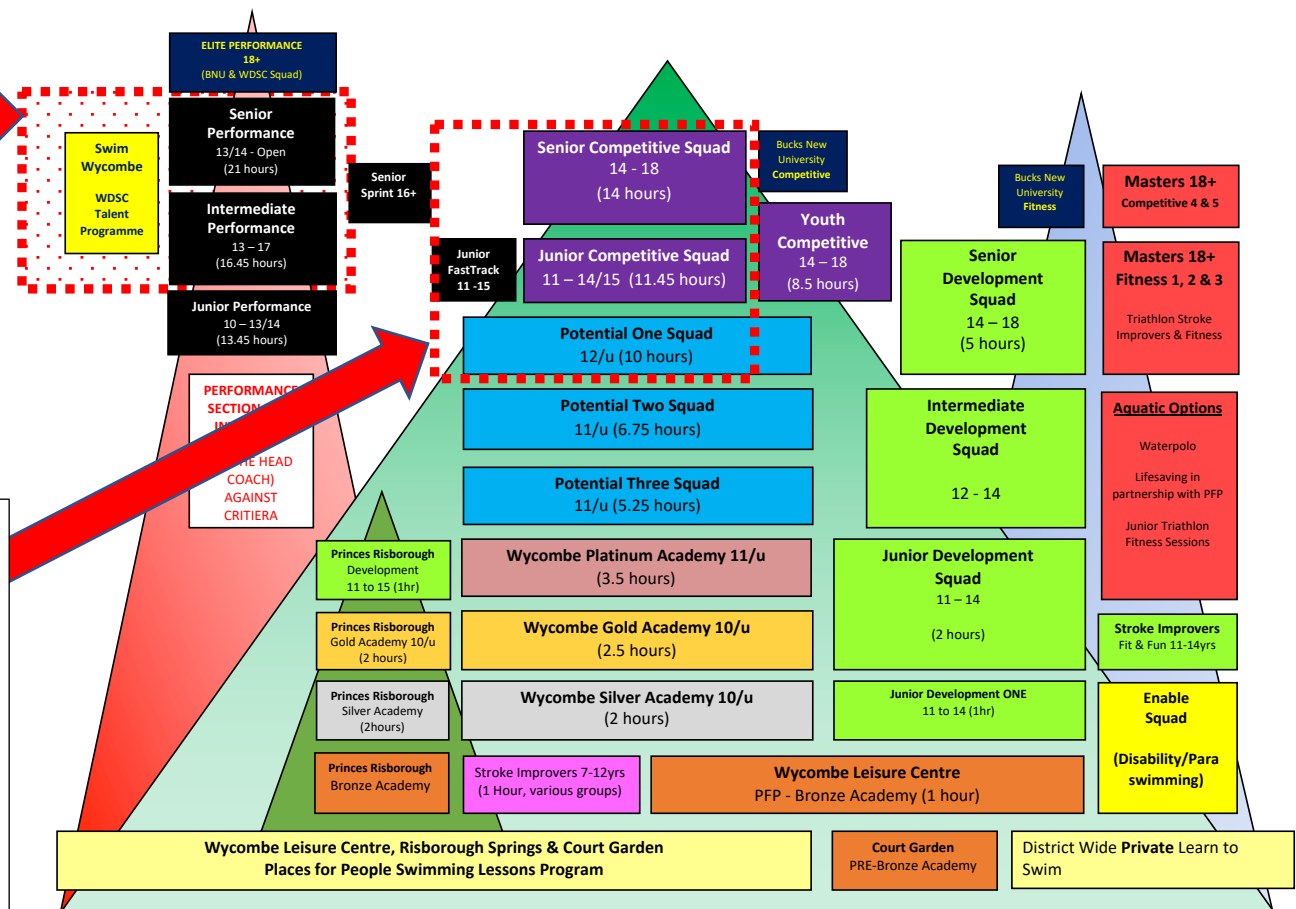 ELITE PERFORMANCE
18+
(BNU & WDSC Squad)
Senior
Performance
13/14 - Open
(21 hours)
Swim
Wycombe
WDSC
Talent
Programme
Intermediate
Performance
13 – 17
(16.45 hours)
Junior Performance
10 – 13/14
(13.45 hours)
PERFORMANCE
SECTION
HEAD
COACH)
AGAINST
CRITIERA
Senior
Sprint 16+
Junior
FastTrack
11 -15
Senior Competitive Squad
14 - 18
(14 hours)
Junior Competitive Squad
11 – 14/15 (11.45 hours)
Bucks New
University
Competitive
Youth
Competitive
14 – 18
(8.5 hours)
Potential One Squad
12/u (10 hours)
Potential Two Squad
11/u (6.75 hours)
Potential Three Squad
11/u (5.25 hours)
Princes Risborough
Development
11 to 15 (1hr)
Wycombe Platinum Academy 11/u
(3.5 hours)
Princes Risborough
Gold Academy 10/u
(2 hours)
Wycombe Gold Academy 10/u
(2.5 hours)
Princes Risborough
Silver Academy
(2hours)
Wycombe Silver Academy 10/u
(2 hours)
Princes Risborough
Bronze Academy
Stroke Improvers 7-12yrs
(1 Hour, various groups)
Wycombe Leisure Centre
PFP - Bronze Academy (1 hour)
Bucks New
University
Fitness
Senior
Development
Squad
14 – 18
(5 hours)
Intermediate
Development
Squad
12 - 14
Junior Development
Squad
11 – 14
(2 hours)
Junior Development ONE
11 to 14 (1hr)
Masters 18+
Competitive 4 & 5
Masters 18+
Fitness 1, 2 & 3
Triathlon Stroke
Improvers & Fitness
Aquatic Options
Waterpolo
Lifesaving in
partnership with PFP
Junior Triathlon
Fitness Sessions
Stroke Improvers
Fit & Fun 11-14yrs
Enable
Squad
(Disability/Para
swimming)
Wycombe Leisure Centre, Risborough Springs & Court Garden
Places for People Swimming Lessons Program
Court Garden
PRE-Bronze Academy
District Wide Private Learn to
Swim